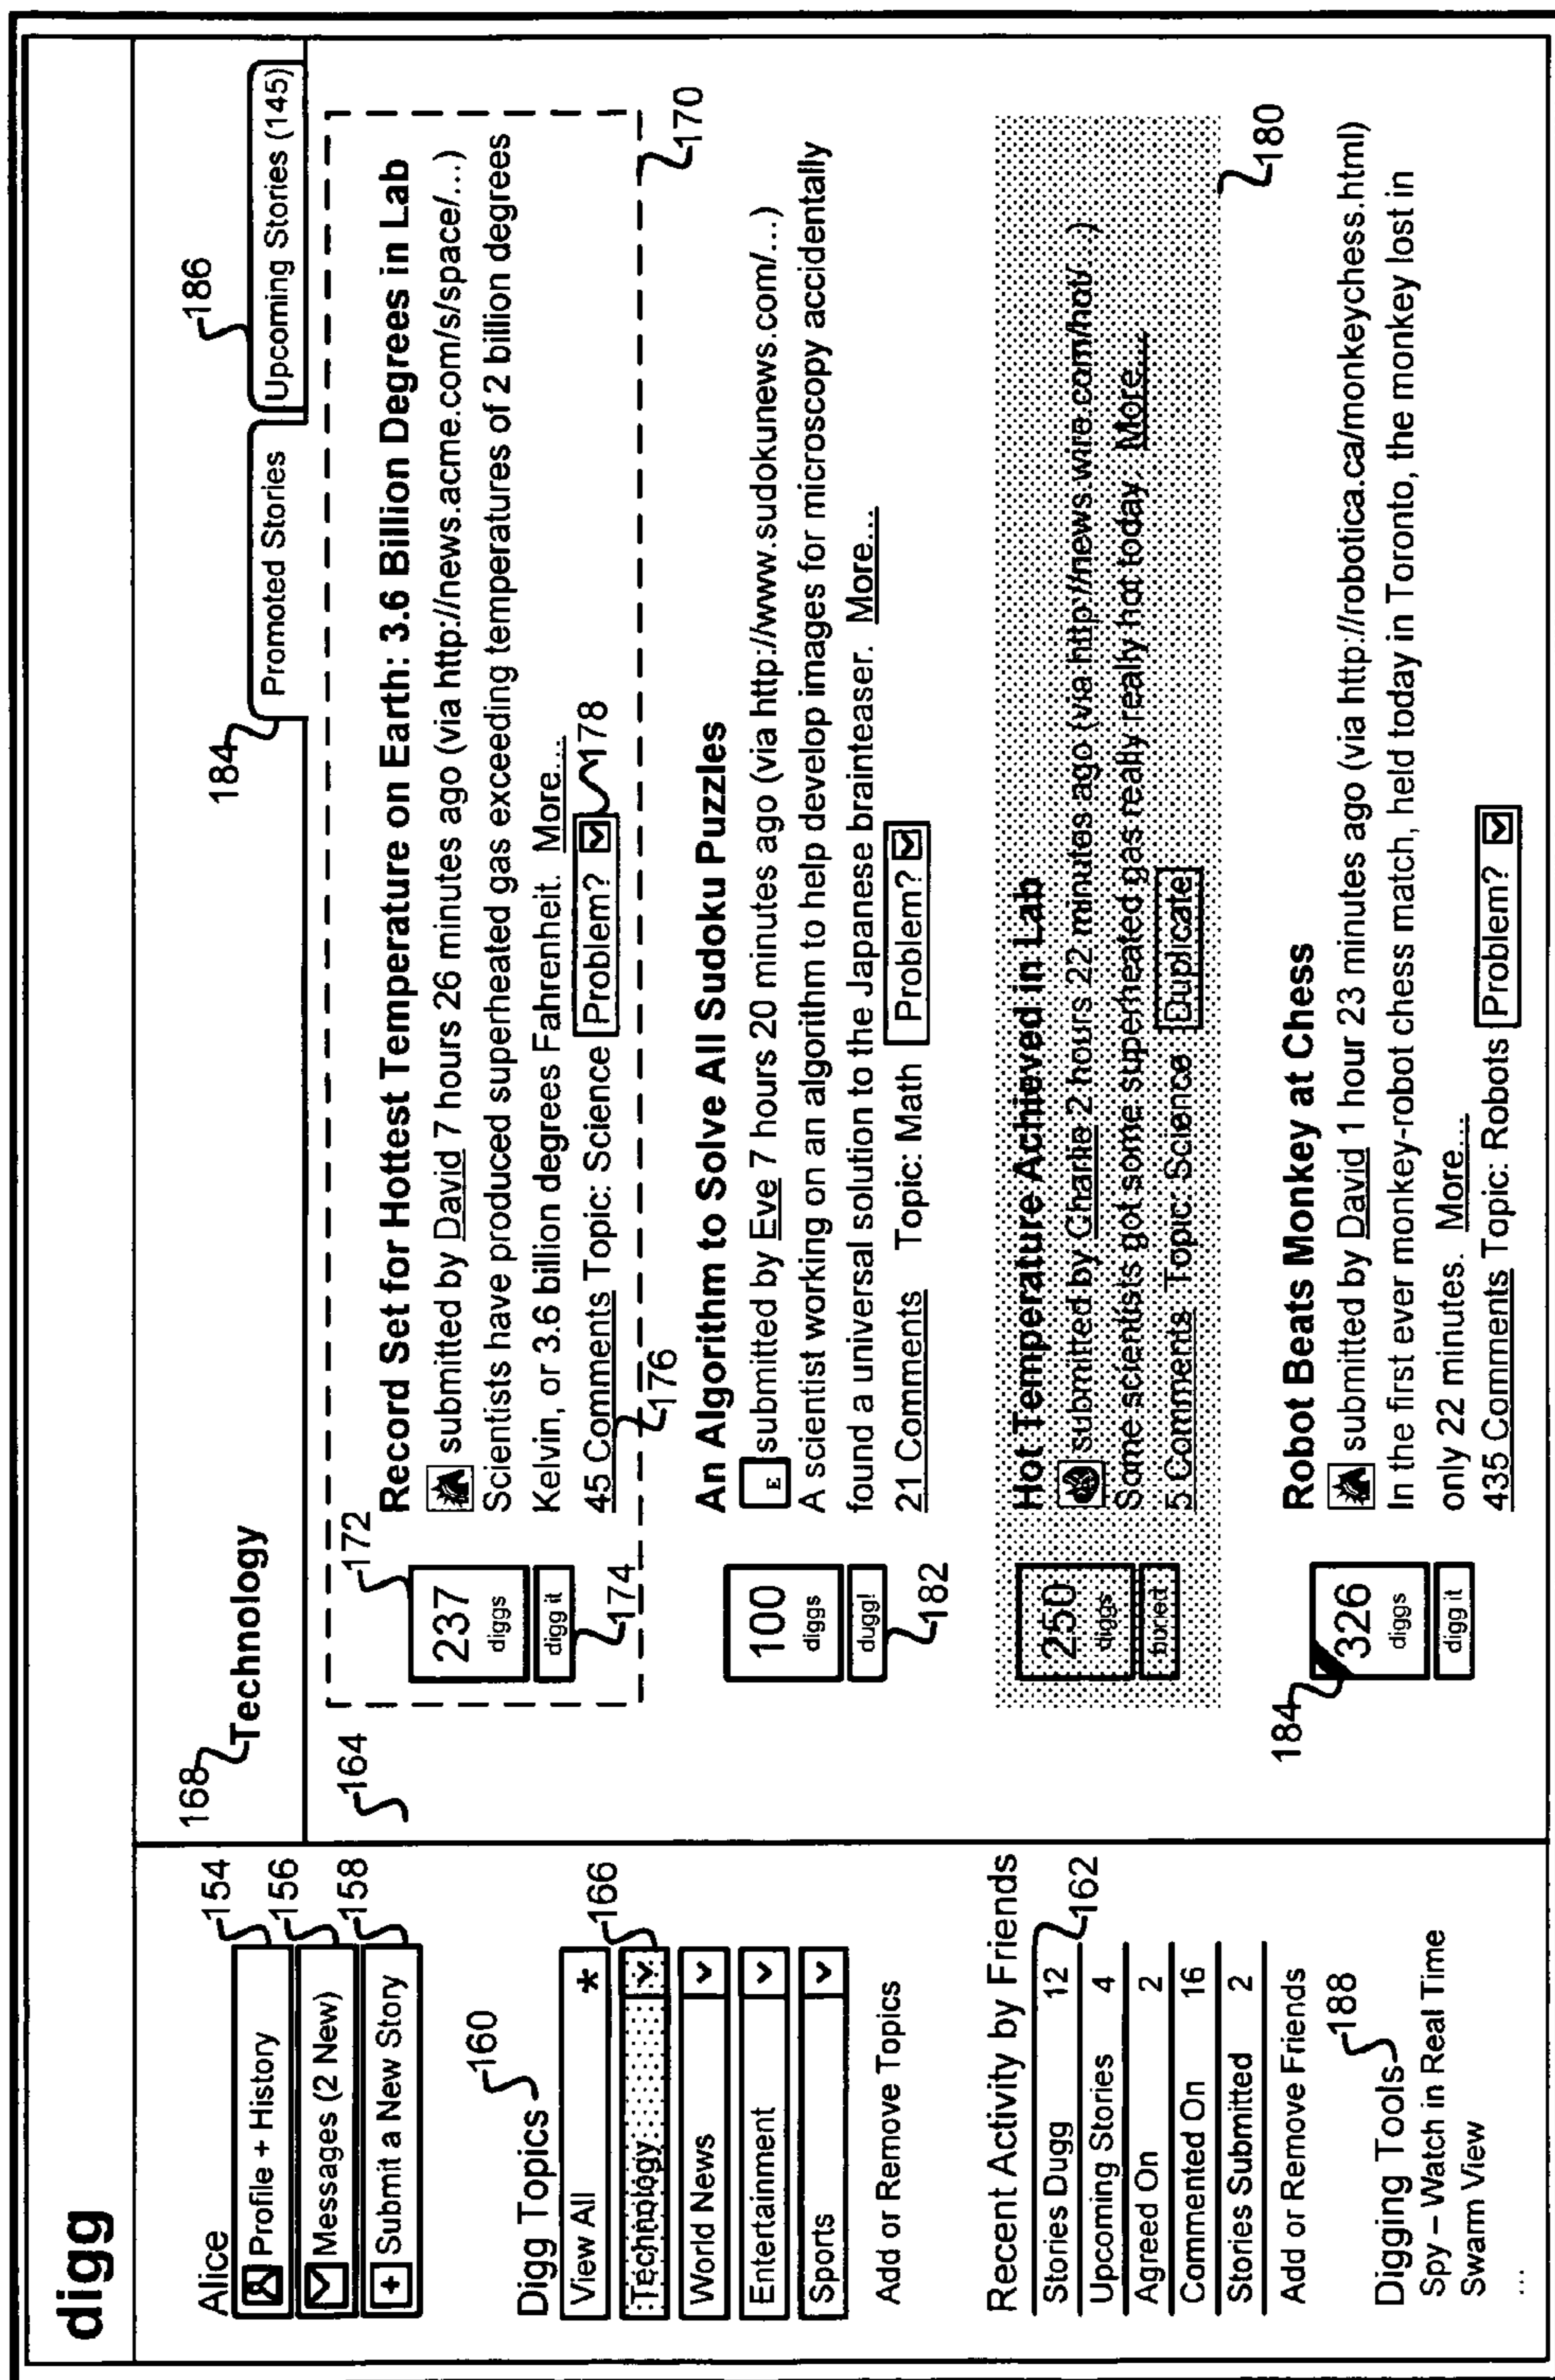 digg
Alice
Profile + History
154
Messages (2 New)
156
+ Submit a New Story
158
Digg Topics
160
View All *
Technology
166
World News
Entertainment
Sports
Add or Remove Topics
Recent Activity by Friends
Stories Dugg 12
162
Upcoming Stories 4
Agreed On 2
Commented On 16
Stories Submitted 2
Add or Remove Friends
Digging Tools
188
Spy – Watch in Real Time
Swarm View
...
168
Technology
184
186
Promoted Stories
Upcoming Stories (145)
164
172
237
diggs
digg it
174
Record Set for Hottest Temperature on Earth: 3.6 Billion Degrees in Lab
submitted by David 7 hours 26 minutes ago (via http://news.acme.com/s/space/...)
Scientists have produced superheated gas exceeding temperatures of 2 billion degrees
Kelvin, or 3.6 billion degrees Fahrenheit. More...
45 Comments Topic: Science Problem?
178
176
170
100
diggs
dugg!
182
An Algorithm to Solve All Sudoku Puzzles
E submitted by Eve 7 hours 20 minutes ago (via http://www.sudokunews.com/...)
A scientist working on an algorithm to help develop images for microscopy accidentally
found a universal solution to the Japanese brainteaser. More...
21 Comments Topic: Math Problem?
250
diggs
buried
Hot Temperature Achieved in Lab
submitted by Charlie 2 hours 22 minutes ago (via http://news.wire.com/hot/...)
Some scientists got some superheated gas really really hot today. More...
5 Comments Topic: Science Duplicate
180
184
326
diggs
digg it
Robot Beats Monkey at Chess
submitted by David 1 hour 23 minutes ago (via http://robotica.ca/monkeychess.html)
In the first ever monkey-robot chess match, held today in Toronto, the monkey lost in
only 22 minutes. More...
435 Comments Topic: Robots Problem?